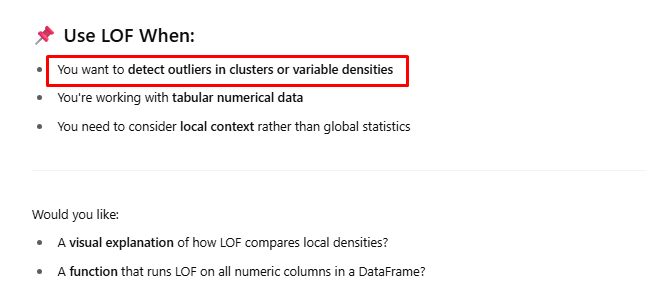 📌 Use LOF When:
• You want to detect outliers in clusters or variable densities
• You're working with tabular numerical data
• You need to consider local context rather than global statistics
Would you like:
• A visual explanation of how LOF compares local densities?
• A function that runs LOF on all numeric columns in a DataFrame?